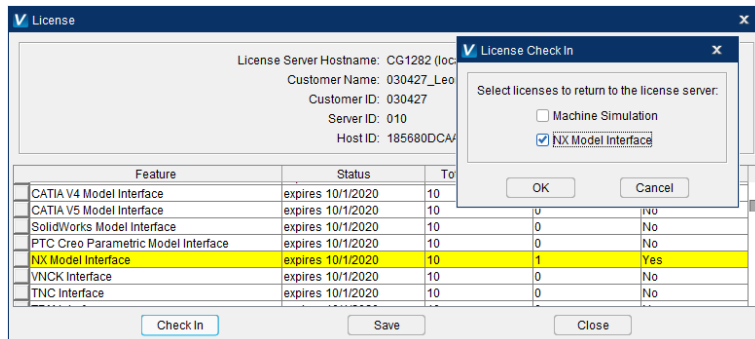 License
License Server Hostname: CG1282 (loca
Customer Name: 030427_Leo
Customer ID: 030427
Server ID: 010
Host ID: 185680DCAA
License Check In
Select licenses to return to the license server:
Machine Simulation
NX Model Interface
OK Cancel
Feature Status Tot
CATIA V4 Model Interface expires 10/1/2020 10
CATIA V5 Model Interface expires 10/1/2020 10 0 No
SolidWorks Model Interface expires 10/1/2020 10 0 No
PTC Creo Parametric Model Interface expires 10/1/2020 10 0 No
NX Model Interface expires 10/1/2020 10 1 Yes
VNCK Interface expires 10/1/2020 10 0 No
TNC Interface expires 10/1/2020 10 0 No
Check In Save Close